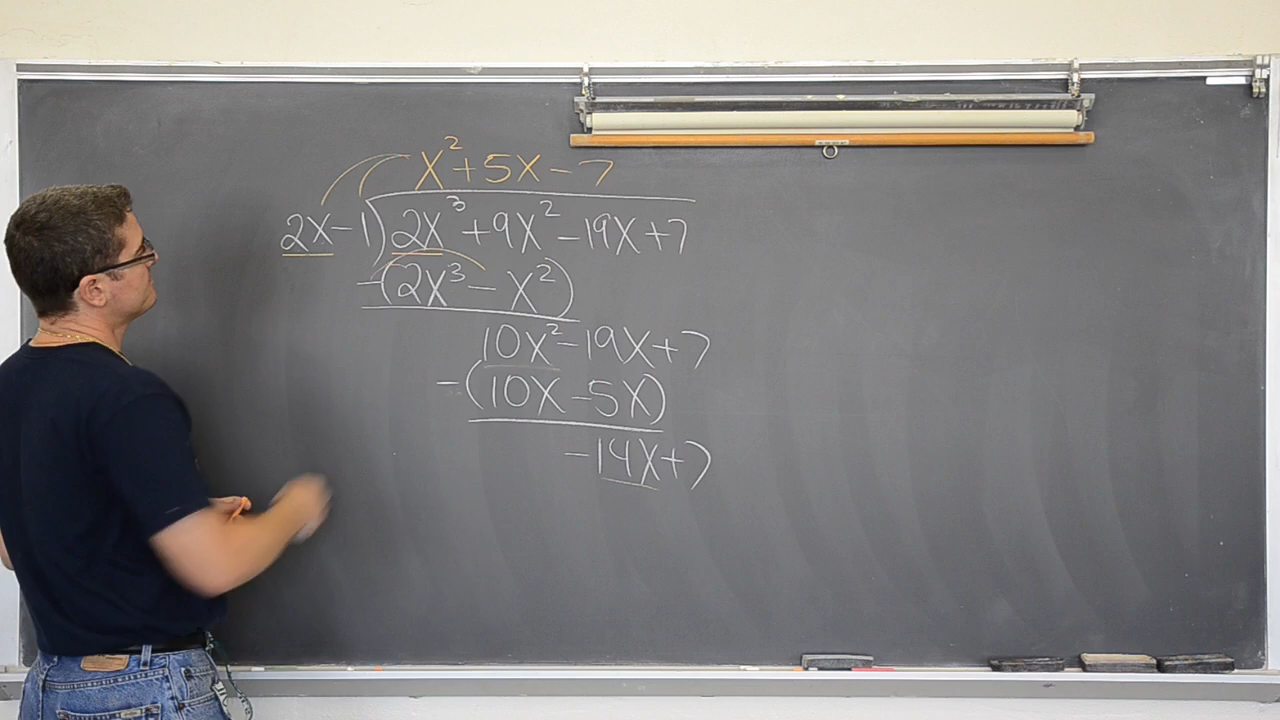 x²+5x-7
2x-1)2x³+9x²-19x+7
-(2x³-x²)
10x²-19x+7
-(10x-5x)
-14x+7